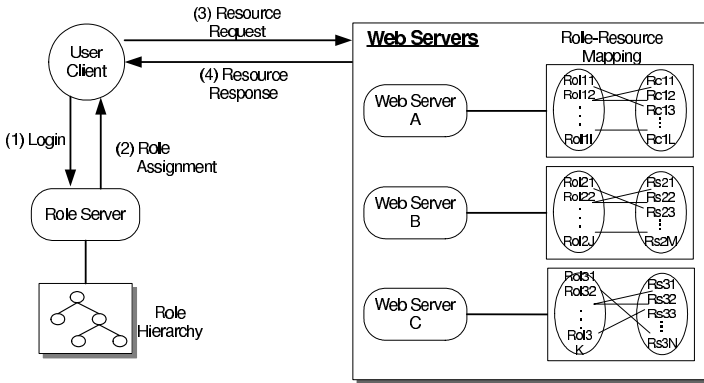 (3) Resource
Request
User
Client
(4) Resource
Response
(1) Login
(2) Role
Assignment
Role Server
Role
Hierarchy
Web Servers
Role-Resource
Mapping
Web Server
A
Rol11
Rol12
.
.
.
Rol1I
Rc11
Rc12
Rc13
Rc1L
Web Server
B
Rol21
Rol22
.
.
.
Rol2J
Rs21
Rs22
Rs23
Rs2M
Web Server
C
Rol31
Rol32
.
.
Rol3
K
Rs31
Rs32
Rs33
Rs3N